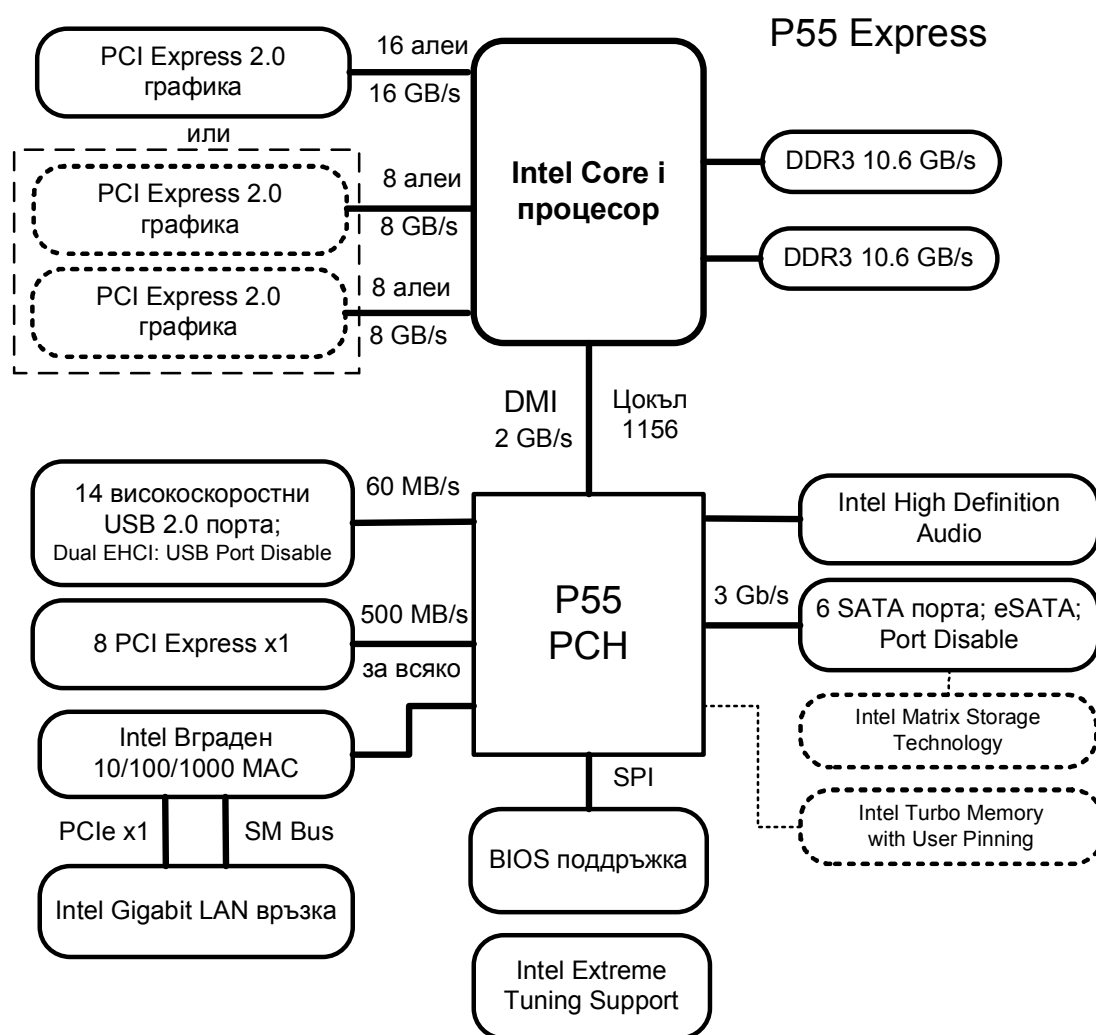 P55 Express
PCI Express 2.0
графика
16 алеи
16 GB/s
или
PCI Express 2.0
графика
8 алеи
8 GB/s
PCI Express 2.0
графика
8 алеи
8 GB/s
Intel Core i
процесор
DDR3 10.6 GB/s
DDR3 10.6 GB/s
DMI
2 GB/s
Цокъл
1156
14 високоскоростни
USB 2.0 порта;
Dual EHCI: USB Port Disable
60 MB/s
8 PCI Express x1
500 MB/s
за всяко
Intel Вграден
10/100/1000 MAC
PCIe x1
SM Bus
Intel Gigabit LAN връзка
P55
PCH
Intel High Definition
Audio
3 Gb/s
6 SATA порта; eSATA;
Port Disable
Intel Matrix Storage
Technology
Intel Turbo Memory
with User Pinning
SPI
BIOS поддръжка
Intel Extreme
Tuning Support